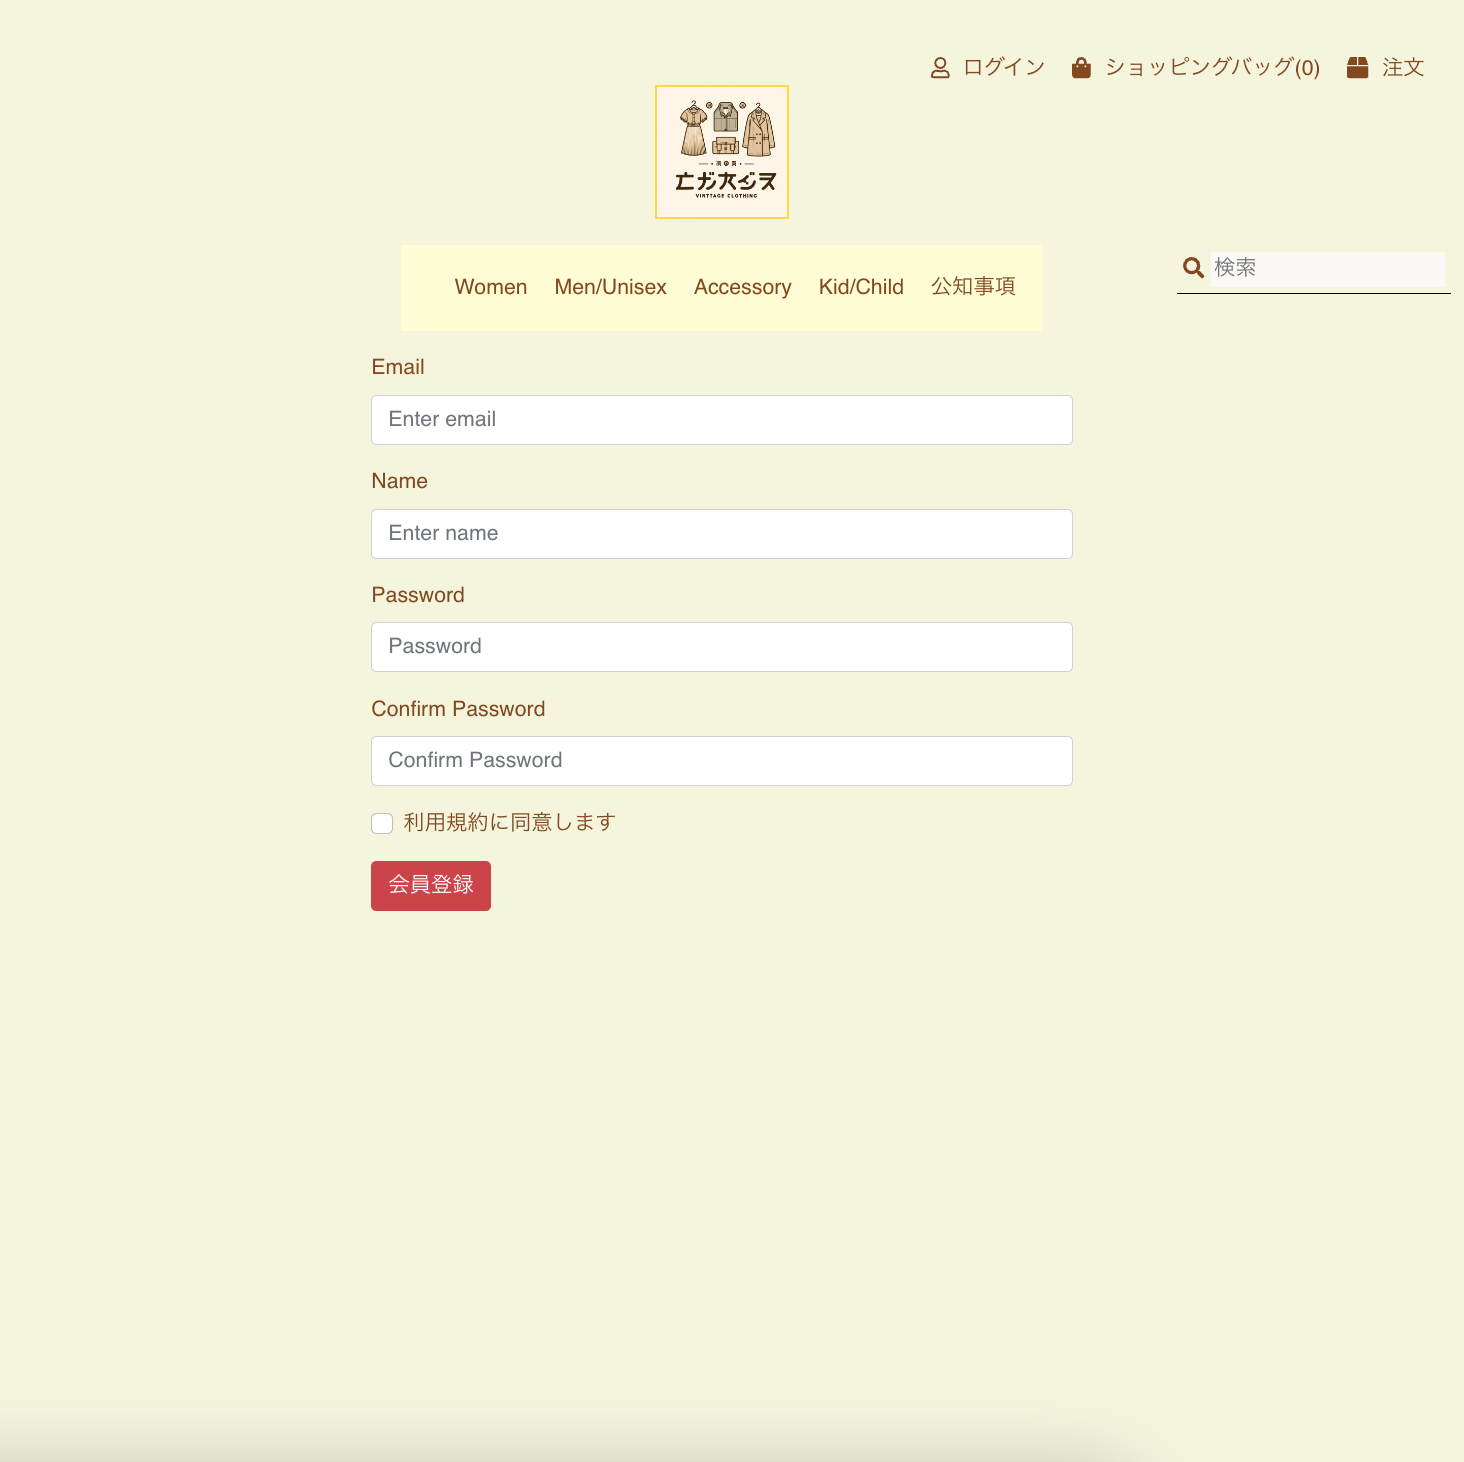 ログイン ショッピングバッグ(0) 注文
VINTTAGE CLOTHING
Women Men/Unisex Accessory Kid/Child 公知事項
検索
Email
Enter email
Name
Enter name
Password
Password
Confirm Password
Confirm Password
利用規約に同意します
会員登録